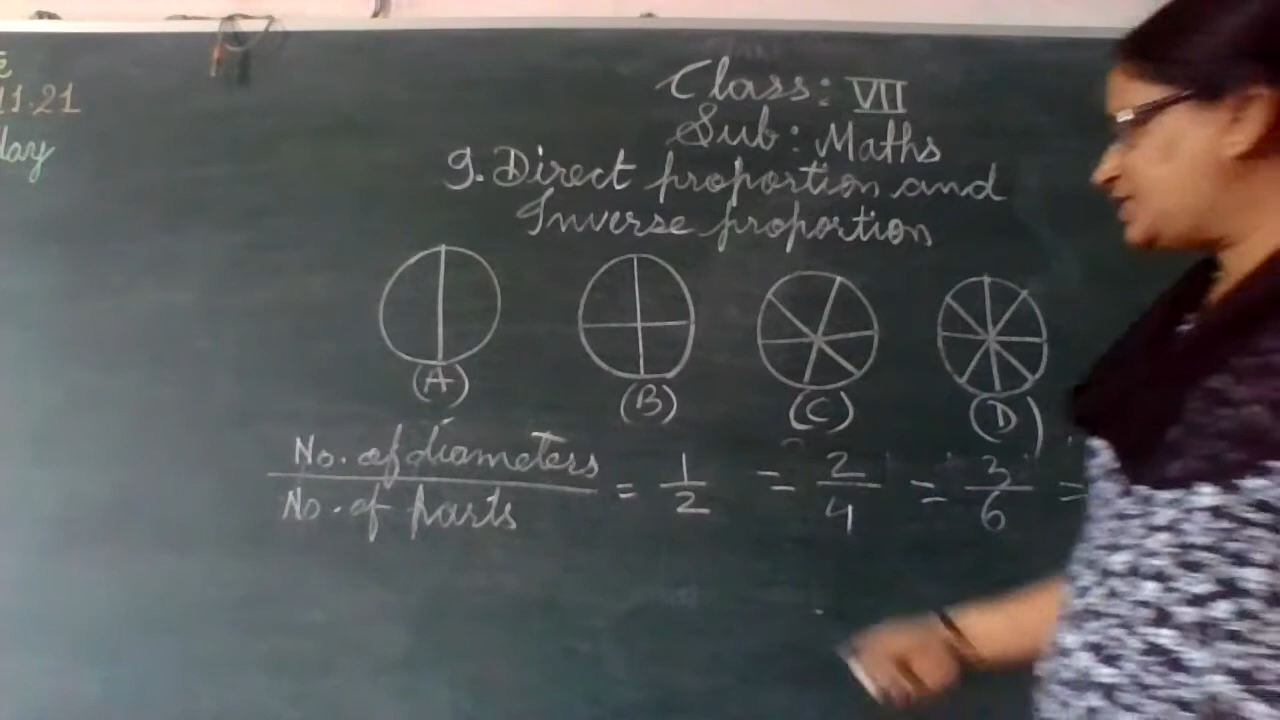 11.21
Class: VII
Sub: Maths
9. Direct proportion and
Inverse proportion
(A) (B) (C) (D)
No. of diameters / No. of parts = 1/2 = 2/4 = 3/6 =